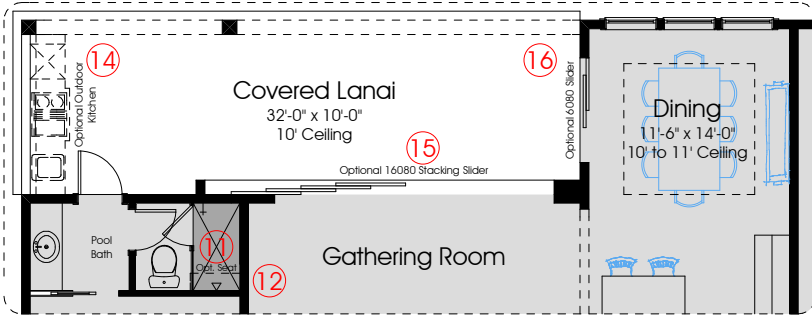 14
Optional Outdoor
Kitchen
Covered Lanai
32'-0" x 10'-0"
10' Ceiling
16
Optional 6080 Slider
Dining
11'-6" x 14'-0"
10' to 11' Ceiling
15
Optional 16080 Stacking Slider
Pool
Bath
11
Opt. Seat
12
Gathering Room